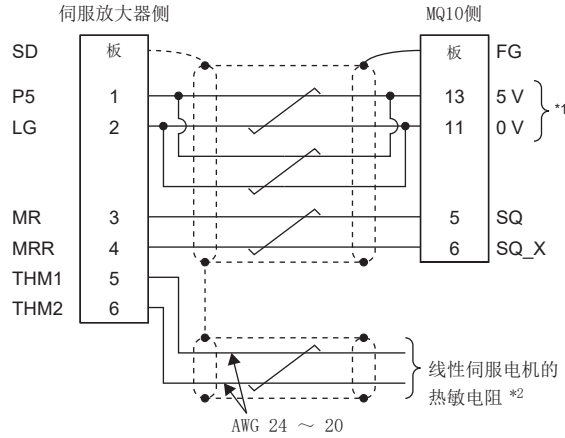 伺服放大器侧 MQ10侧
SD 板 板 FG
P5 1 13 5 V *1
LG 2 11 0 V
MR 3 5 SQ
MRR 4 6 SQ_X
THM1 5
THM2 6
线性伺服电机的
热敏电阻 *2
AWG 24 ～ 20